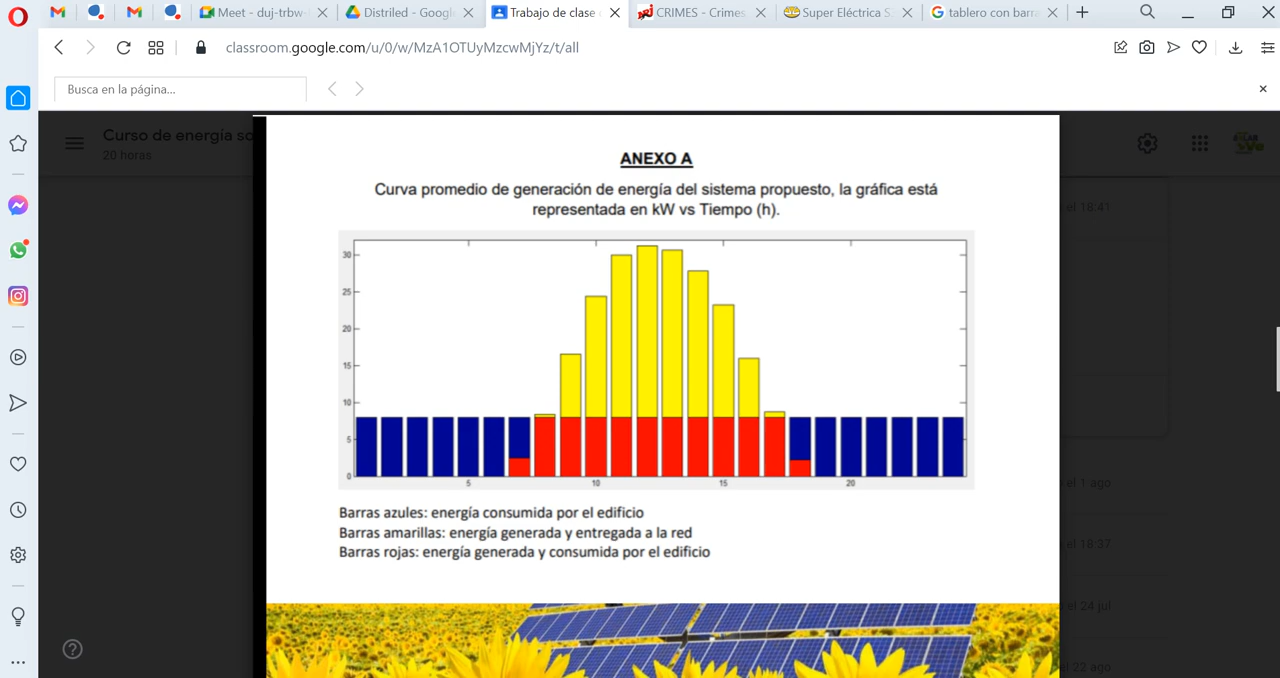 Meet - duj-trbw-
Distriled - Google
Trabajo de clase
CRIMES - Crimes
Super Eléctrica S.
tablero con barra
classroom.google.com/u/0/w/MzA1OTUyMzcwMjYz/t/all
Busca en la página...
Curso de energía so
20 horas
el 18:41
ANEXO A
Curva promedio de generación de energía del sistema propuesto, la gráfica está
representada en kW vs Tiempo (h).
30
25
20
15
10
5
0
5 10 15 20
Barras azules: energía consumida por el edificio
Barras amarillas: energía generada y entregada a la red
Barras rojas: energía generada y consumida por el edificio
el 1 ago
el 18:37
el 24 jul
22 ago